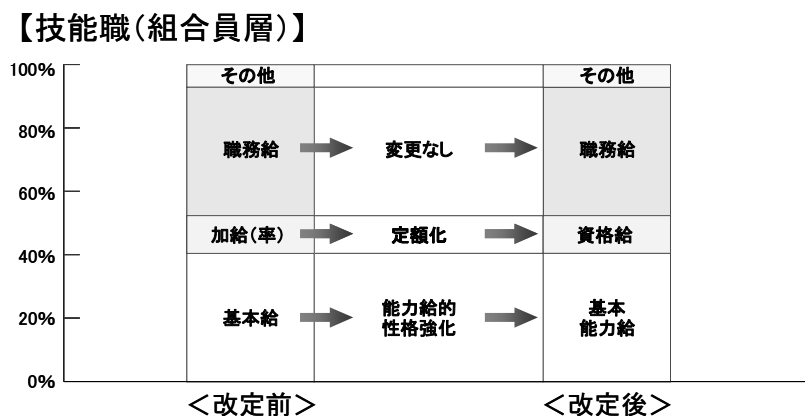 【技能職(組合員層)】
100%
その他
その他
80%
職務給
変更なし
職務給
60%
加給(率)
定額化
資格給
40%
基本給
能力給的
性格強化
基本
能力給
20%
0%
＜改定前＞
＜改定後＞